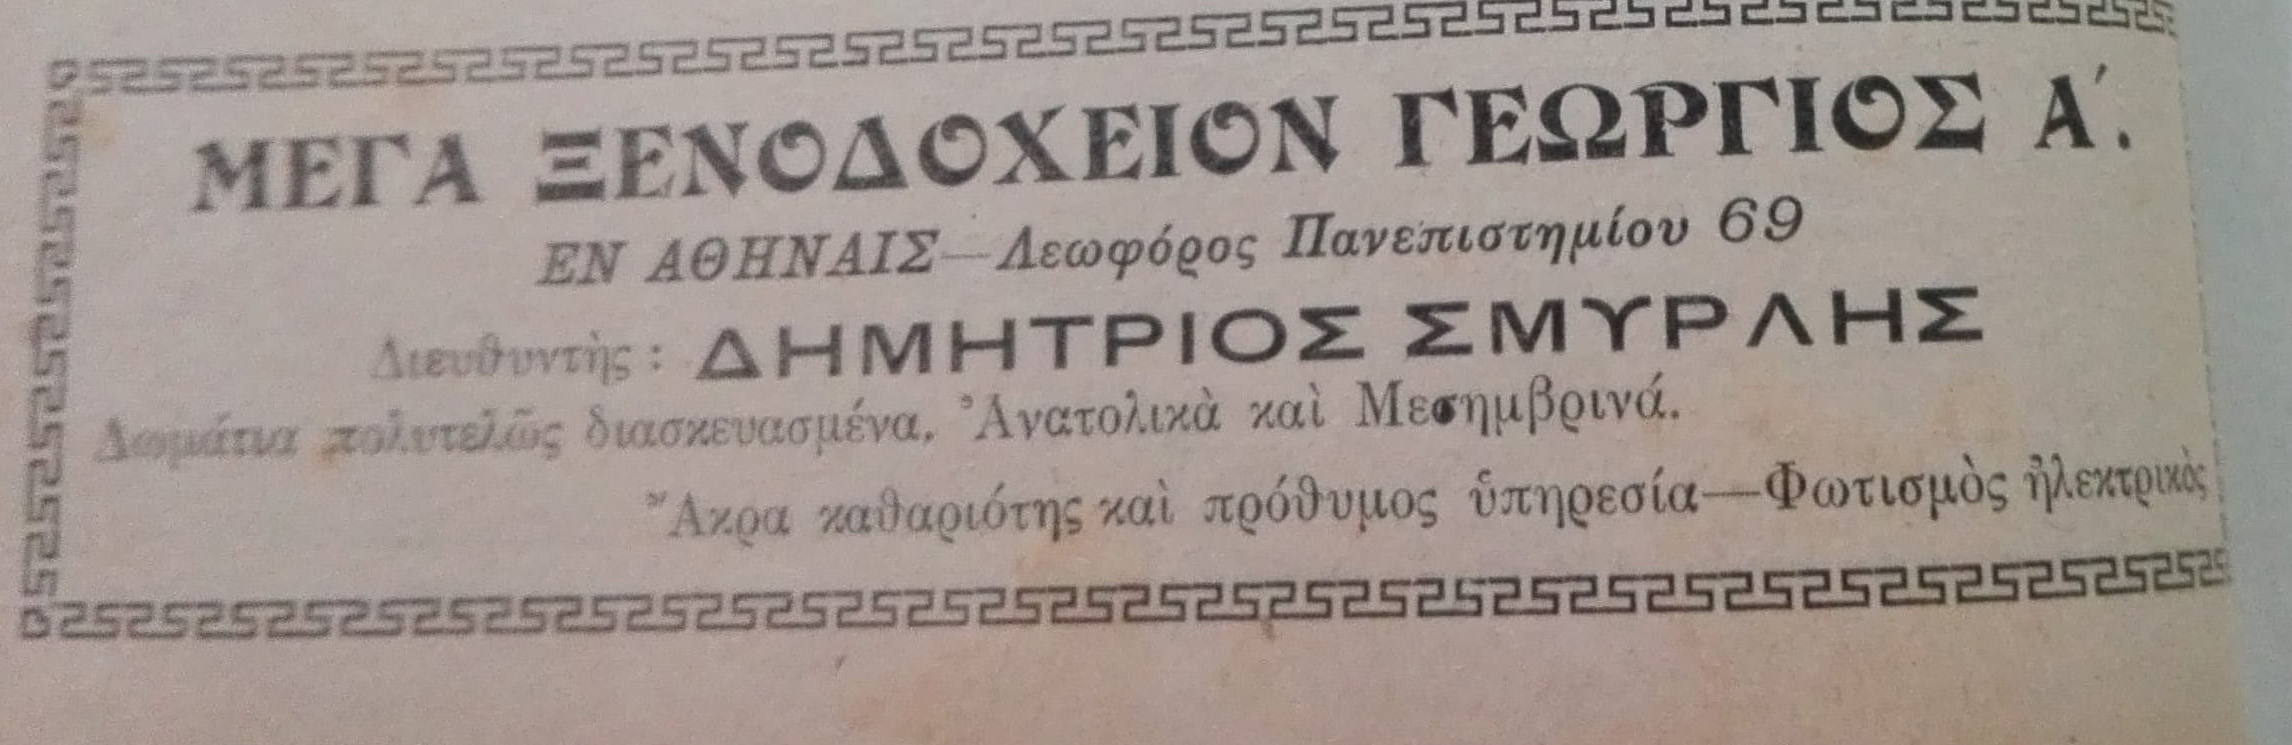 ΜΕΓΑ ΞΕΝΟΔΟΧΕΙΟΝ ΓΕΩΡΓΙΟΣ Α΄.
ΕΝ ΑΘΗΝΑΙΣ—Λεωφόρος Πανεπιστημίου 69
Διευθυντὴς : ΔΗΜΗΤΡΙΟΣ ΣΜΥΡΛΗΣ
Δωμάτια πολυτελῶς διασκευασμένα, Ἀνατολικὰ καὶ Μεσημβρινά.
Ἄκρα καθαριότης καὶ πρόθυμος ὑπηρεσία—Φωτισμὸς ἠλεκτρικὸς